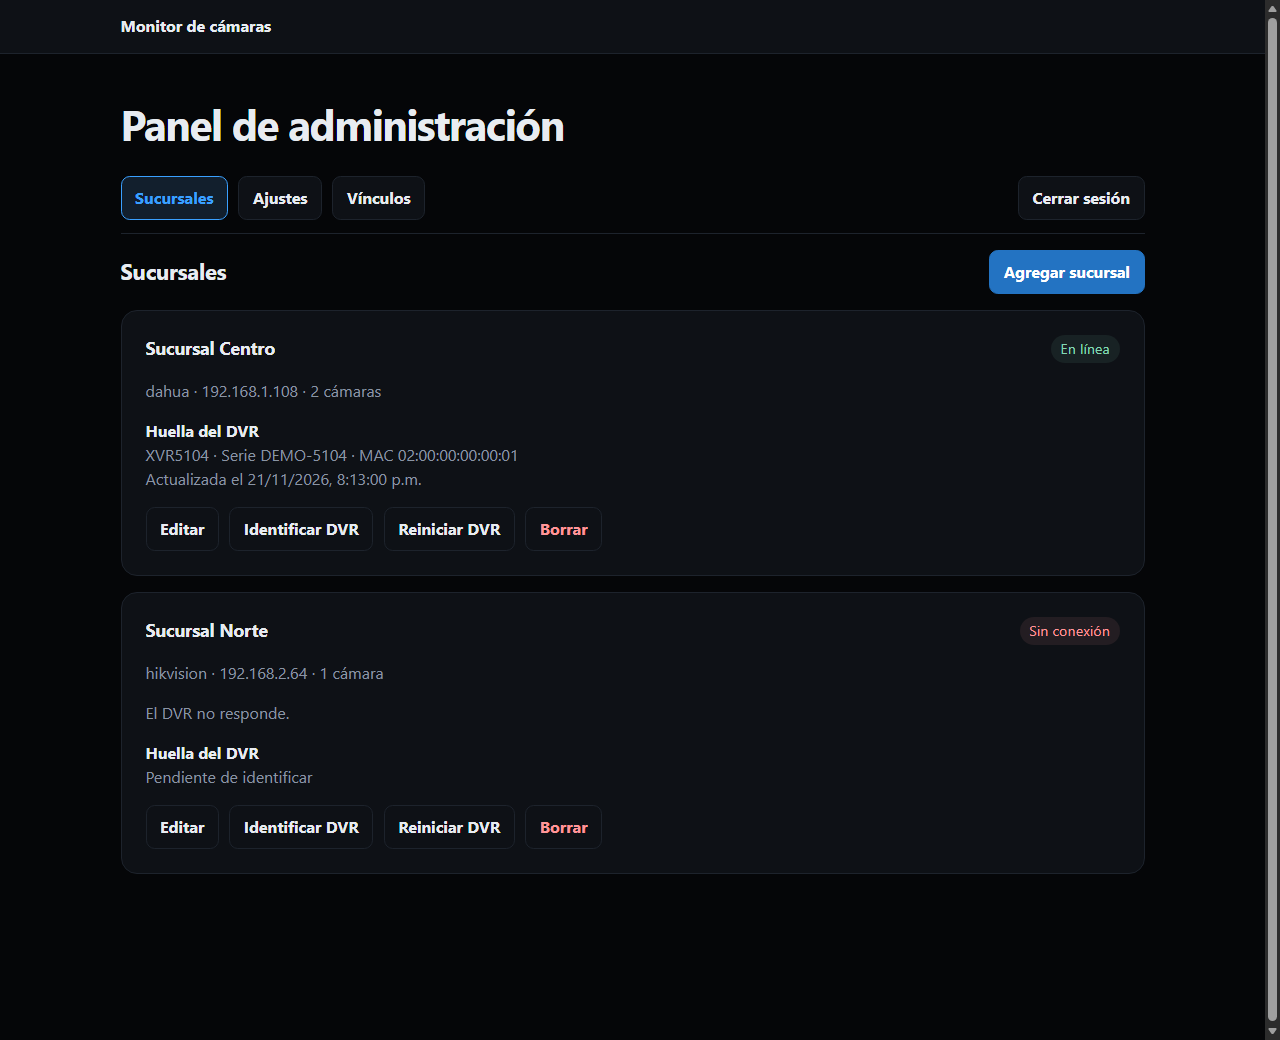 Monitor de cámaras
Panel de administración
Sucursales
Ajustes
Vínculos
Cerrar sesión
Sucursales
Agregar sucursal
Sucursal Centro
En línea
dahua · 192.168.1.108 · 2 cámaras
Huella del DVR
XVR5104 · Serie DEMO-5104 · MAC 02:00:00:00:00:01
Actualizada el 21/11/2026, 8:13:00 p.m.
Editar
Identificar DVR
Reiniciar DVR
Borrar
Sucursal Norte
Sin conexión
hikvision · 192.168.2.64 · 1 cámara
El DVR no responde.
Huella del DVR
Pendiente de identificar
Editar
Identificar DVR
Reiniciar DVR
Borrar